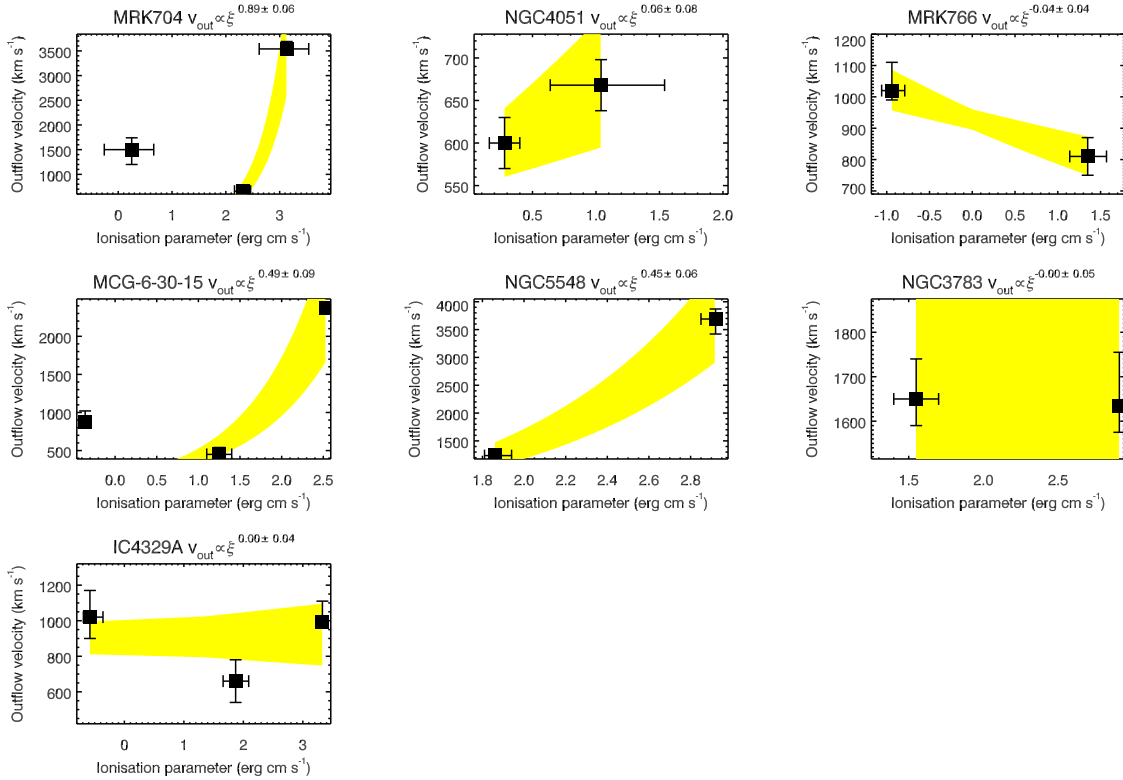 MRK704 v_out∝ξ^0.89± 0.06
Outflow velocity (km s⁻¹)
3500
3000
2500
2000
1500
1000
0 1 2 3
Ionisation parameter (erg cm s⁻¹)
NGC4051 v_out∝ξ^0.06± 0.08
Outflow velocity (km s⁻¹)
700
650
600
550
0.5 1.0 1.5 2.0
Ionisation parameter (erg cm s⁻¹)
MRK766 v_out∝ξ^-0.04± 0.04
Outflow velocity (km s⁻¹)
1200
1100
1000
900
800
700
-1.0 -0.5 0.0 0.5 1.0 1.5
Ionisation parameter (erg cm s⁻¹)
MCG-6-30-15 v_out∝ξ^0.49± 0.09
Outflow velocity (km s⁻¹)
2000
1500
1000
500
0.0 0.5 1.0 1.5 2.0 2.5
Ionisation parameter (erg cm s⁻¹)
NGC5548 v_out∝ξ^0.45± 0.06
Outflow velocity (km s⁻¹)
4000
3500
3000
2500
2000
1500
1.8 2.0 2.2 2.4 2.6 2.8
Ionisation parameter (erg cm s⁻¹)
NGC3783 v_out∝ξ^-0.00± 0.05
Outflow velocity (km s⁻¹)
1800
1700
1600
1.5 2.0 2.5
Ionisation parameter (erg cm s⁻¹)
IC4329A v_out∝ξ^0.00± 0.04
Outflow velocity (km s⁻¹)
1200
1000
800
600
0 1 2 3
Ionisation parameter (erg cm s⁻¹)